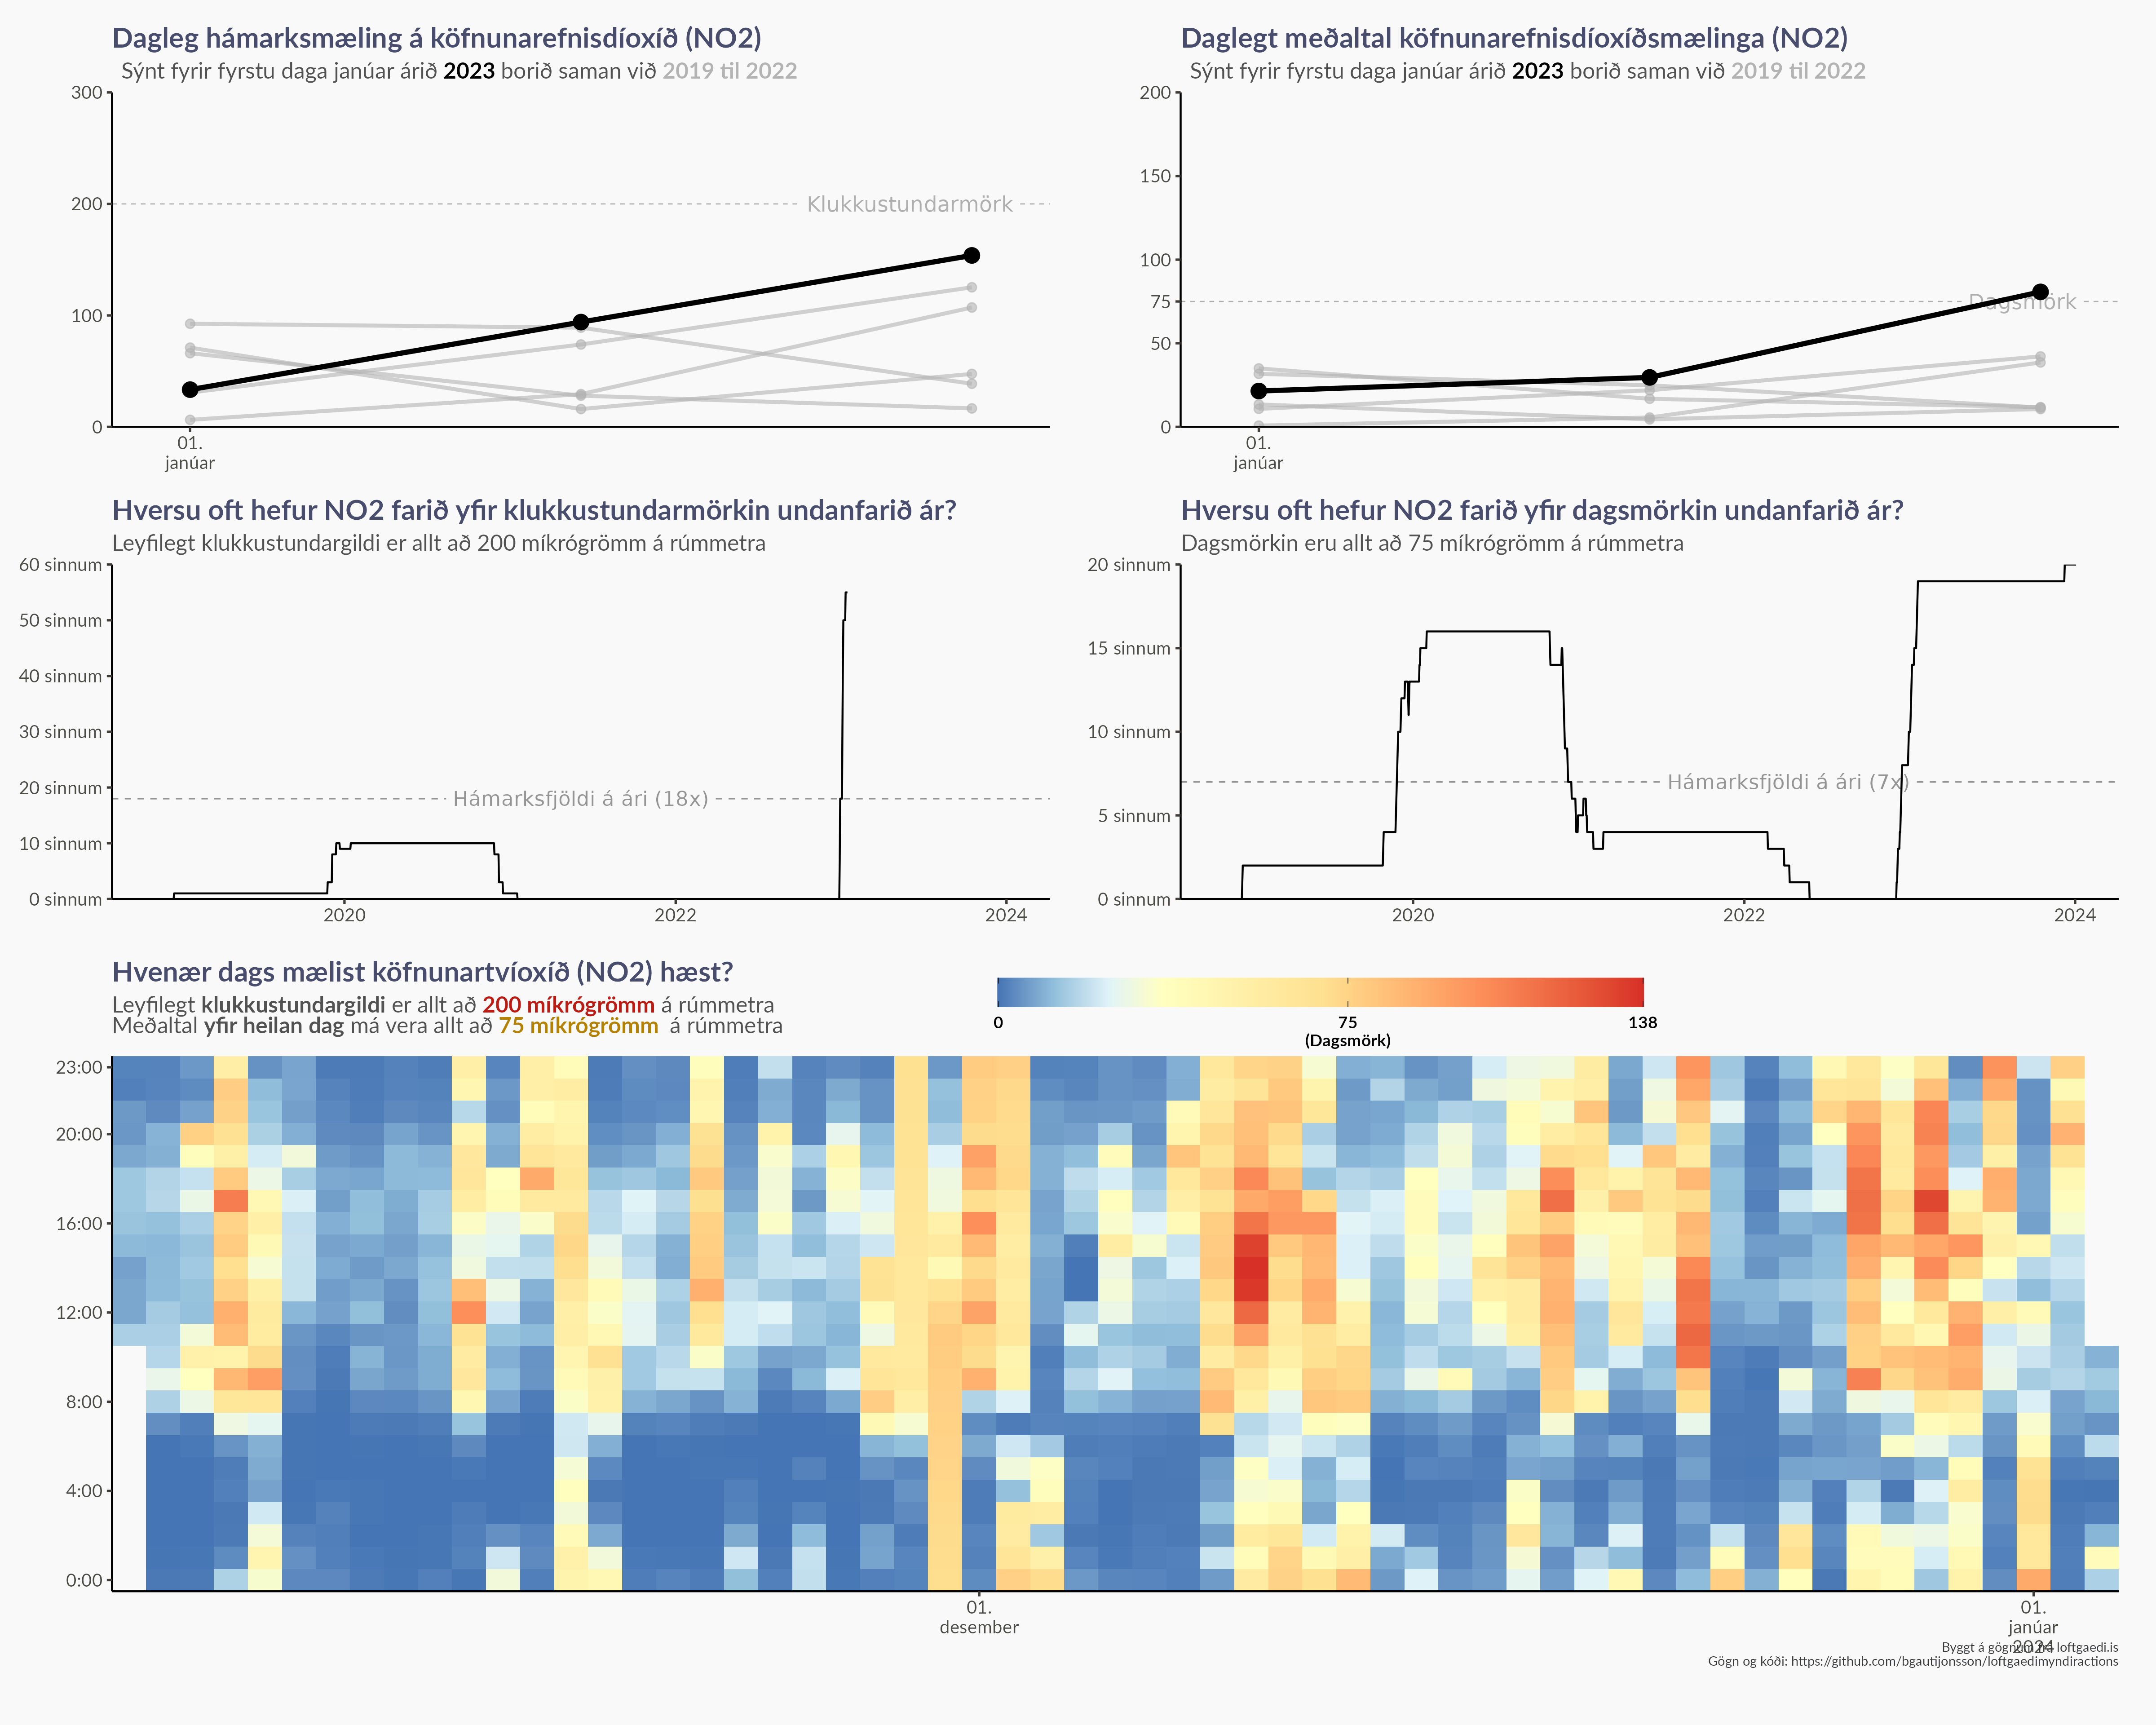 Dagleg hámarksmæling á köfnunarefnisdíoxíð (NO2)
Sýnt fyrir fyrstu daga janúar árið 2023 borið saman við 2019 til 2022
300
200
100
0
Klukkustundarmörk
01.
janúar
Daglegt meðaltal köfnunarefnisdíoxíðsmælinga (NO2)
Sýnt fyrir fyrstu daga janúar árið 2023 borið saman við 2019 til 2022
200
150
100
75
50
0
Dagsmörk
01.
janúar
Hversu oft hefur NO2 farið yfir klukkustundarmörkin undanfarið ár?
Leyfilegt klukkustundargildi er allt að 200 míkrógrömm á rúmmetra
60 sinnum
50 sinnum
40 sinnum
30 sinnum
20 sinnum
10 sinnum
0 sinnum
Hámarksfjöldi á ári (18x)
2020
2022
2024
Hversu oft hefur NO2 farið yfir dagsmörkin undanfarið ár?
Dagsmörkin eru allt að 75 míkrógrömm á rúmmetra
20 sinnum
15 sinnum
10 sinnum
5 sinnum
0 sinnum
Hámarksfjöldi á ári (7x)
2020
2022
2024
Hvenær dags mælist köfnunartvíoxíð (NO2) hæst?
Leyfilegt klukkustundargildi er allt að 200 míkrógrömm á rúmmetra
Meðaltal yfir heilan dag má vera allt að 75 míkrógrömm á rúmmetra
0
75
(Dagsmörk)
138
23:00
20:00
16:00
12:00
8:00
4:00
0:00
01.
desember
01.
janúar
2024
Byggt á gögnum frá loftgaedi.is
Gögn og kóði: https://github.com/bgautijonsson/loftgaedimyndiractions